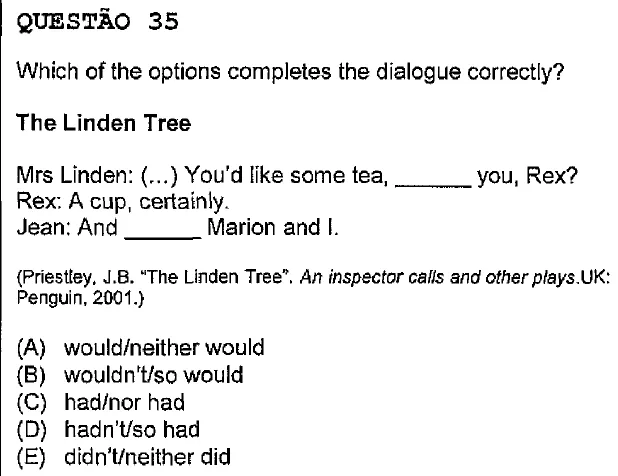 QUESTÃO 35
Which of the options completes the dialogue correctly?
The Linden Tree
Mrs Linden: (...) You'd like some tea, _______ you, Rex?
Rex: A cup, certainly.
Jean: And _______ Marion and I.
(Priestley, J.B. “The Linden Tree”. An inspector calls and other plays.UK:
Penguin, 2001.)
(A) would/neither would
(B) wouldn't/so would
(C) had/nor had
(D) hadn't/so had
(E) didn't/neither did